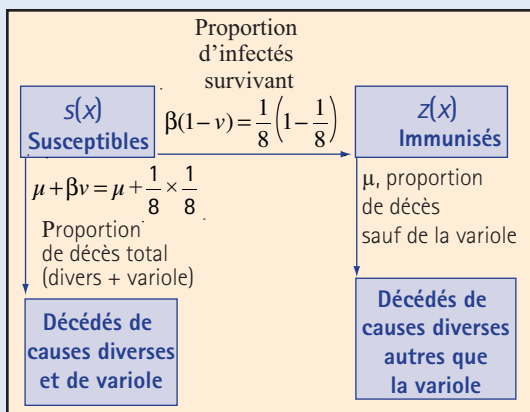 Proportion
d’infectés
survivant
s(x)
Susceptibles
β(1– ν) = 1/8 (1 – 1/8)
z(x)
Immunisés
μ + βν = μ + 1/8 × 1/8
Proportion
de décès total
(divers + variole)
μ, proportion
de décès
sauf de la variole
Décédés de
causes diverses
et de variole
Décédés de
causes diverses
autres que
la variole